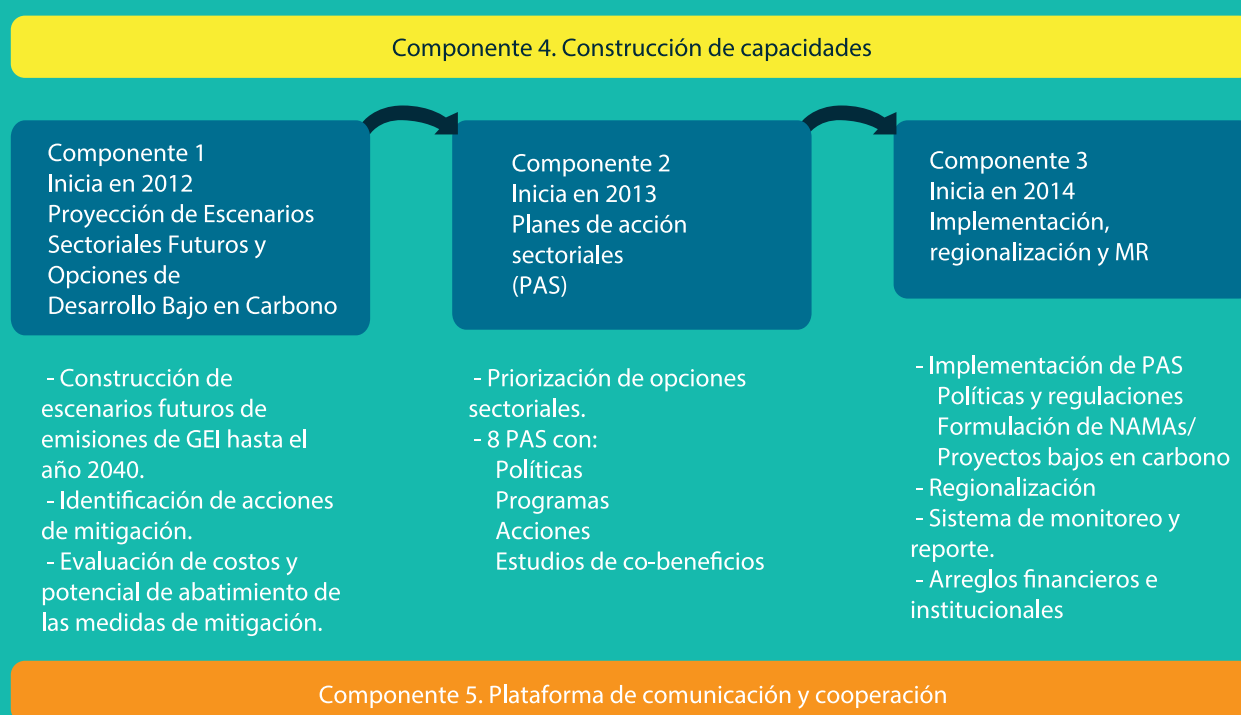 Componente 4. Construcción de capacidades
Componente 1
Inicia en 2012
Proyección de Escenarios
Sectoriales Futuros y
Opciones de
Desarrollo Bajo en Carbono
Componente 2
Inicia en 2013
Planes de acción
sectoriales
(PAS)
Componente 3
Inicia en 2014
Implementación,
regionalización y MR
- Construcción de
escenarios futuros de
emisiones de GEI hasta el
año 2040.
- Identificación de acciones
de mitigación.
- Evaluación de costos y
potencial de abatimiento de
las medidas de mitigación.
- Priorización de opciones
sectoriales.
- 8 PAS con:
Políticas
Programas
Acciones
Estudios de co-beneficios
- Implementación de PAS
Políticas y regulaciones
Formulación de NAMAs/
Proyectos bajos en carbono
- Regionalización
- Sistema de monitoreo y
reporte.
- Arreglos financieros e
institucionales
Componente 5. Plataforma de comunicación y cooperación